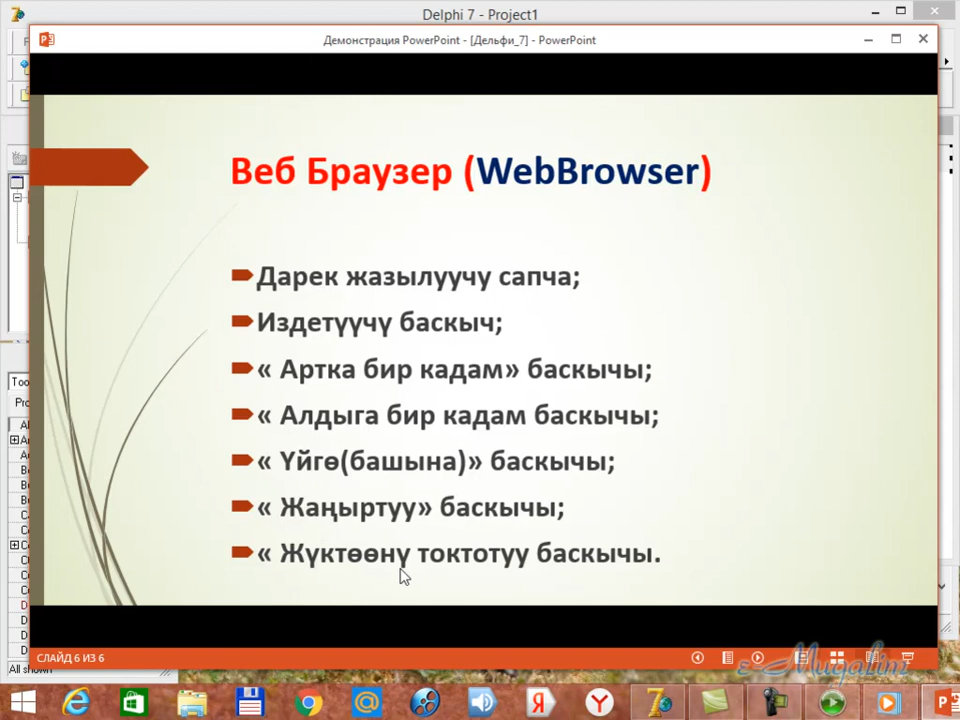 Delphi 7 - Project1
Демонстрация PowerPoint - [Дельфи_7] - PowerPoint
Веб Браузер (WebBrowser)
Дарек жазылуучу сапча;
Издетүүчү баскыч;
« Артка бир кадам» баскычы;
« Алдыга бир кадам баскычы;
« Үйгө(башына)» баскычы;
« Жаңыртуу» баскычы;
« Жүктөөнү токтотуу баскычы.
СЛАЙД 6 ИЗ 6
e-Mugalim
All shown